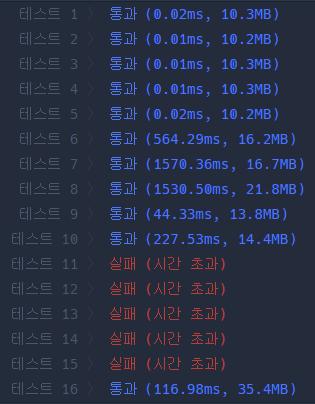 테스트 1 〉 통과 (0.02ms, 10.3MB)
테스트 2 〉 통과 (0.01ms, 10.2MB)
테스트 3 〉 통과 (0.01ms, 10.3MB)
테스트 4 〉 통과 (0.01ms, 10.3MB)
테스트 5 〉 통과 (0.02ms, 10.2MB)
테스트 6 〉 통과 (564.29ms, 16.2MB)
테스트 7 〉 통과 (1570.36ms, 16.7MB)
테스트 8 〉 통과 (1530.50ms, 21.8MB)
테스트 9 〉 통과 (44.33ms, 13.8MB)
테스트 10 〉 통과 (227.53ms, 14.4MB)
테스트 11 〉 실패 (시간 초과)
테스트 12 〉 실패 (시간 초과)
테스트 13 〉 실패 (시간 초과)
테스트 14 〉 실패 (시간 초과)
테스트 15 〉 실패 (시간 초과)
테스트 16 〉 통과 (116.98ms, 35.4MB)